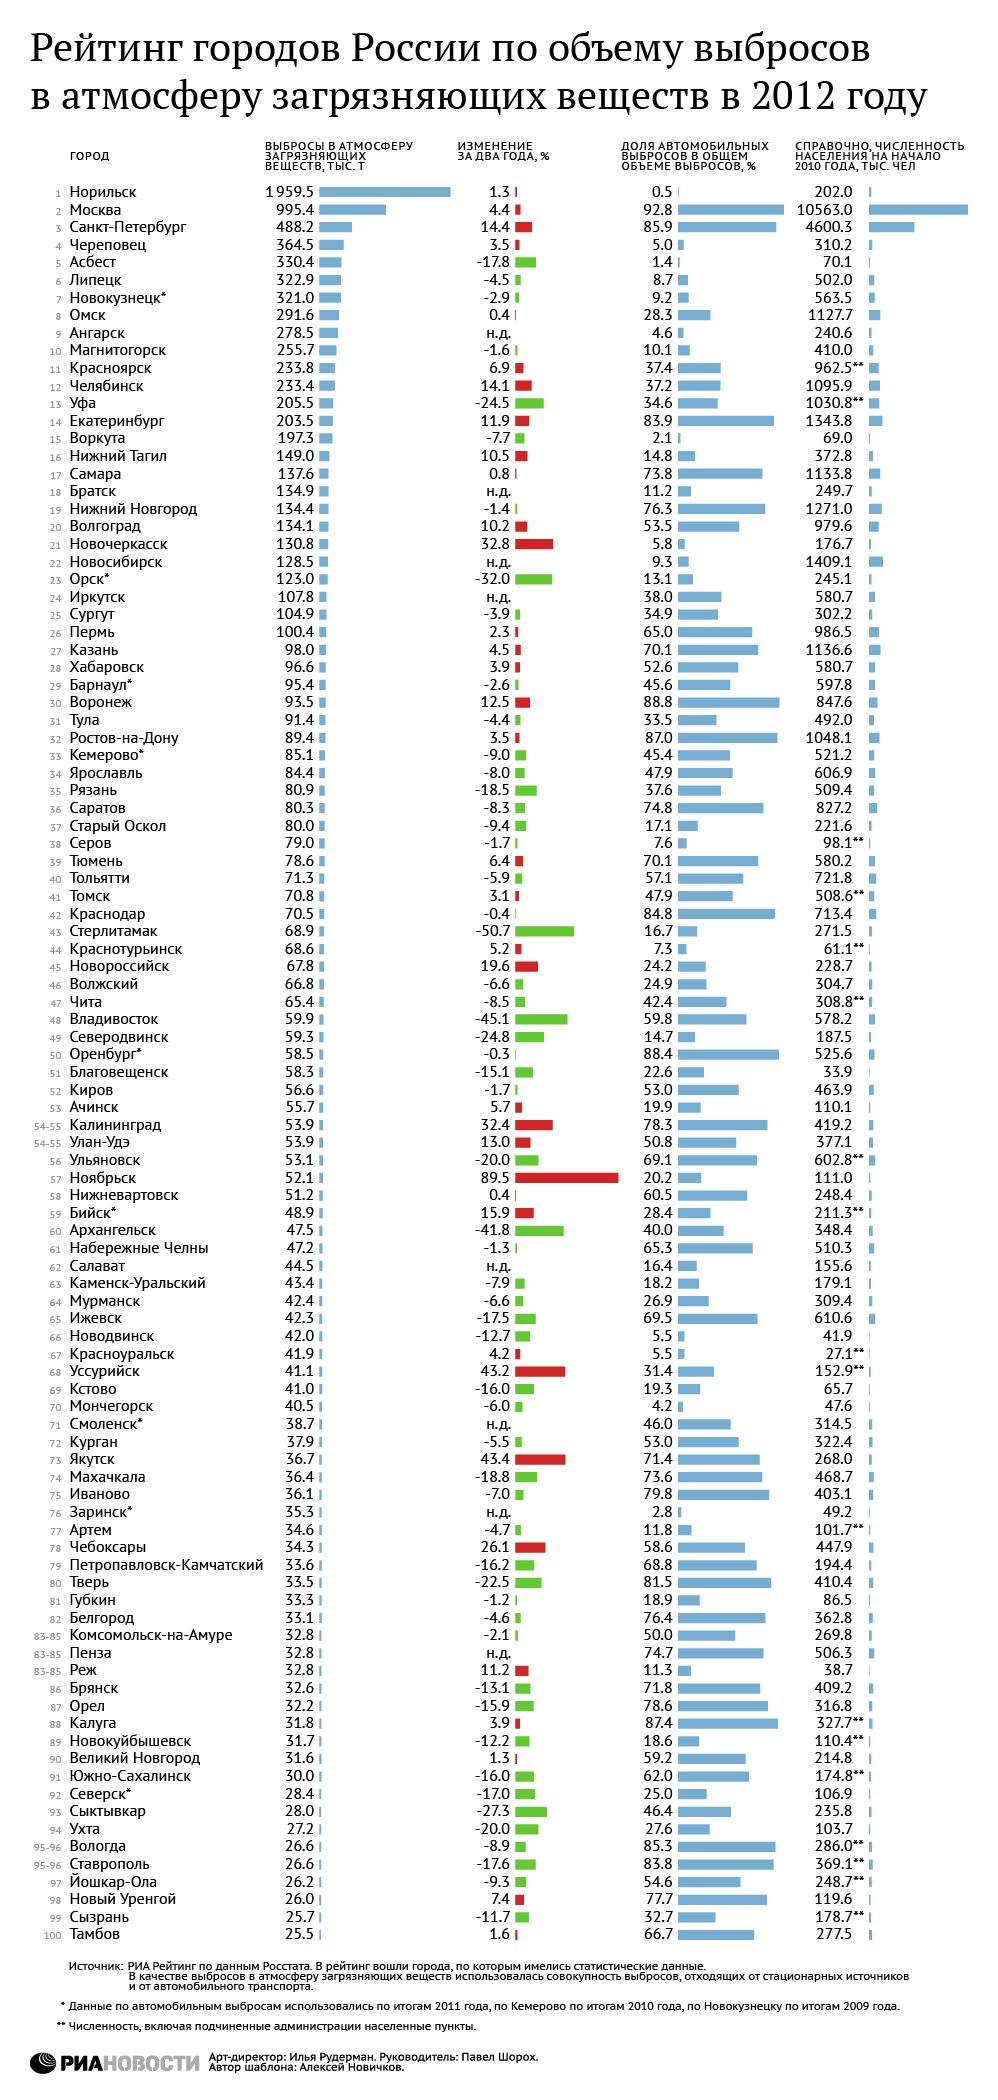 Рейтинг городов России по объему выбросов
в атмосферу загрязняющих веществ в 2012 году
ГОРОД
ВЫБРОСЫ В АТМОСФЕРУ
ЗАГРЯЗНЯЮЩИХ
ВЕЩЕСТВ, ТЫС. Т
ИЗМЕНЕНИЕ
ЗА ДВА ГОДА, %
ДОЛЯ АВТОМОБИЛЬНЫХ
ВЫБРОСОВ В ОБЩЕМ
ОБЪЕМЕ ВЫБРОСОВ, %
СПРАВОЧНО, ЧИСЛЕННОСТЬ
НАСЕЛЕНИЯ НА НАЧАЛО
2010 ГОДА, ТЫС. ЧЕЛ
1 Норильск 1 959.5 1.3 0.5 202.0
2 Москва 995.4 4.4 92.8 10563.0
3 Санкт-Петербург 488.2 14.4 85.9 4600.3
4 Череповец 364.5 3.5 5.0 310.2
5 Асбест 330.4 -17.8 1.4 70.1
6 Липецк 322.9 -4.5 8.7 502.0
7 Новокузнецк* 321.0 -2.9 9.2 563.5
8 Омск 291.6 0.4 28.3 1127.7
9 Ангарск 278.5 н.д. 4.6 240.6
10 Магнитогорск 255.7 -1.6 10.1 410.0
11 Красноярск 233.8 6.9 37.4 962.5**
12 Челябинск 233.4 14.1 37.2 1095.9
13 Уфа 205.5 -24.5 34.6 1030.8**
14 Екатеринбург 203.5 11.9 83.9 1343.8
15 Воркута 197.3 -7.7 2.1 69.0
16 Нижний Тагил 149.0 10.5 14.8 372.8
17 Самара 137.6 0.8 73.8 1133.8
18 Братск 134.9 н.д. 11.2 249.7
19 Нижний Новгород 134.4 -1.4 76.3 1271.0
20 Волгоград 134.1 10.2 53.5 979.6
21 Новочеркасск 130.8 32.8 5.8 176.7
22 Новосибирск 128.5 н.д. 9.3 1409.1
23 Орск* 123.0 -32.0 13.1 245.1
24 Иркутск 107.8 н.д. 38.0 580.7
25 Сургут 104.9 -3.9 34.9 302.2
26 Пермь 100.4 2.3 65.0 986.5
27 Казань 98.0 4.5 70.1 1136.6
28 Хабаровск 96.6 3.9 52.6 580.7
29 Барнаул* 95.4 -2.6 45.6 597.8
30 Воронеж 93.5 12.5 88.8 847.6
31 Тула 91.4 -4.4 33.5 492.0
32 Ростов-на-Дону 89.4 3.5 87.0 1048.1
33 Кемерово* 85.1 -9.0 45.4 521.2
34 Ярославль 84.4 -8.0 47.9 606.9
35 Рязань 80.9 -18.5 37.6 509.4
36 Саратов 80.3 -8.3 74.8 827.2
37 Старый Оскол 80.0 -9.4 17.1 221.6
38 Серов 79.0 -1.7 7.6 98.1**
39 Тюмень 78.6 6.4 70.1 580.2
40 Тольятти 71.3 -5.9 57.1 721.8
41 Томск 70.8 3.1 47.9 508.6**
42 Краснодар 70.5 -0.4 84.8 713.4
43 Стерлитамак 68.9 -50.7 16.7 271.5
44 Краснотурьинск 68.6 5.2 7.3 61.1**
45 Новороссийск 67.8 19.6 24.2 228.7
46 Волжский 66.8 -6.6 24.9 304.7
47 Чита 65.4 -8.5 42.4 308.8**
48 Владивосток 59.9 -45.1 59.8 578.2
49 Северодвинск 59.3 -24.8 14.7 187.5
50 Оренбург* 58.5 -0.3 88.4 525.6
51 Благовещенск 58.3 -15.1 22.6 33.9
52 Киров 56.6 -1.7 53.0 463.9
53 Ачинск 55.7 5.7 19.9 110.1
54-55 Калининград 53.9 32.4 78.3 419.2
54-55 Улан-Удэ 53.9 13.0 50.8 377.1
56 Ульяновск 53.1 -20.0 69.1 602.8**
57 Ноябрьск 52.1 89.5 20.2 111.0
58 Нижневартовск 51.2 0.4 60.5 248.4
59 Бийск* 48.9 15.9 28.4 211.3**
60 Архангельск 47.5 -41.8 40.0 348.4
61 Набережные Челны 47.2 -1.3 65.3 510.3
62 Салават 44.5 н.д. 16.4 155.6
63 Каменск-Уральский 43.4 -7.9 18.2 179.1
64 Мурманск 42.4 -6.6 26.9 309.4
65 Ижевск 42.3 -17.5 69.5 610.6
66 Новодвинск 42.0 -12.7 5.5 41.9
67 Красноуральск 41.9 4.2 5.5 27.1**
68 Уссурийск 41.1 43.2 31.4 152.9**
69 Кстово 41.0 -16.0 19.3 65.7
70 Мончегорск 40.5 -6.0 4.2 47.6
71 Смоленск* 38.7 н.д. 46.0 314.5
72 Курган 37.9 -5.5 53.0 322.4
73 Якутск 36.7 43.4 71.4 268.0
74 Махачкала 36.4 -18.8 73.6 468.7
75 Иваново 36.1 -7.0 79.8 403.1
76 Заринск* 35.3 н.д. 2.8 49.2
77 Артем 34.6 -4.7 11.8 101.7**
78 Чебоксары 34.3 26.1 58.6 447.9
79 Петропавловск-Камчатский 33.6 -16.2 68.8 194.4
80 Тверь 33.5 -22.5 81.5 410.4
81 Губкин 33.3 -1.2 18.9 86.5
82 Белгород 33.1 -4.6 76.4 362.8
83-85 Комсомольск-на-Амуре 32.8 -2.1 50.0 269.8
83-85 Пенза 32.8 н.д. 74.7 506.3
83-85 Реж 32.8 11.2 11.3 38.7
86 Брянск 32.6 -13.1 71.8 409.2
87 Орел 32.2 -15.9 78.6 316.8
88 Калуга 31.8 3.9 87.4 327.7**
89 Новокуйбышевск 31.7 -12.2 18.6 110.4**
90 Великий Новгород 31.6 1.3 59.2 214.8
91 Южно-Сахалинск 30.0 -16.0 62.0 174.8**
92 Северск* 28.4 -17.0 25.0 106.9
93 Сыктывкар 28.0 -27.3 46.4 235.8
94 Ухта 27.2 -20.0 27.6 103.7
95-96 Вологда 26.6 -8.9 85.3 286.0**
95-96 Ставрополь 26.6 -17.6 83.8 369.1**
97 Йошкар-Ола 26.2 -9.3 54.6 248.7**
98 Новый Уренгой 26.0 7.4 77.7 119.6
99 Сызрань 25.7 -11.7 32.7 178.7**
100 Тамбов 25.5 1.6 66.7 277.5
Источник: РИА Рейтинг по данным Росстата. В рейтинг вошли города, по которым имелись статистические данные.
В качестве выбросов в атмосферу загрязняющих веществ использовалась совокупность выбросов, отходящих от стационарных источников
и от автомобильного транспорта.
* Данные по автомобильным выбросам использовались по итогам 2011 года, по Кемерово по итогам 2010 года, по Новокузнецку по итогам 2009 года.
** Численность, включая подчиненные администрации населенные пункты.
РИАНОВОСТИ
Арт-директор: Илья Рудерман. Руководитель: Павел Шорох.
Автор шаблона: Алексей Новичков.